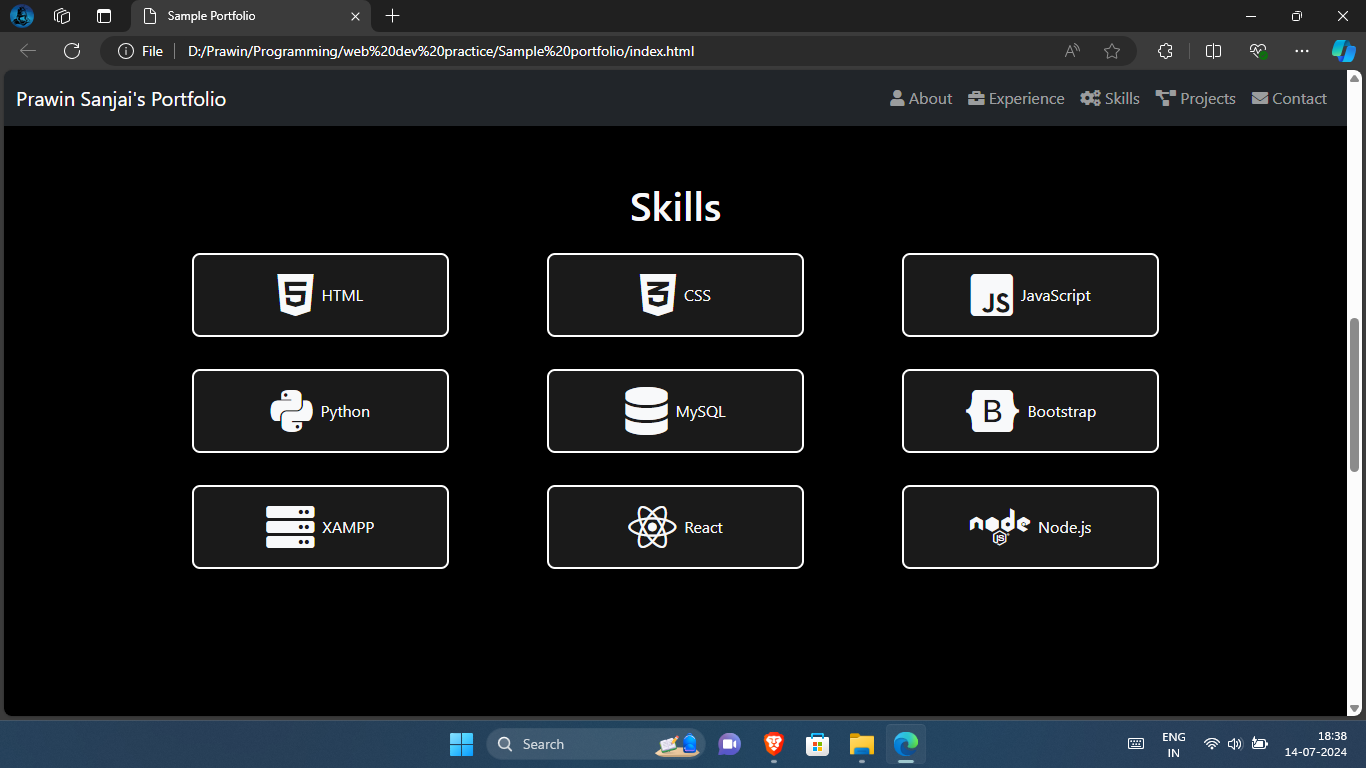 Sample Portfolio
File D:/Prawin/Programming/web%20dev%20practice/Sample%20portfolio/index.html
Prawin Sanjai's Portfolio About Experience Skills Projects Contact
Skills
5 HTML 3 CSS JS JavaScript
Python MySQL B Bootstrap
XAMPP React node JS Node.js
Search ENG 18:38
IN 14-07-2024